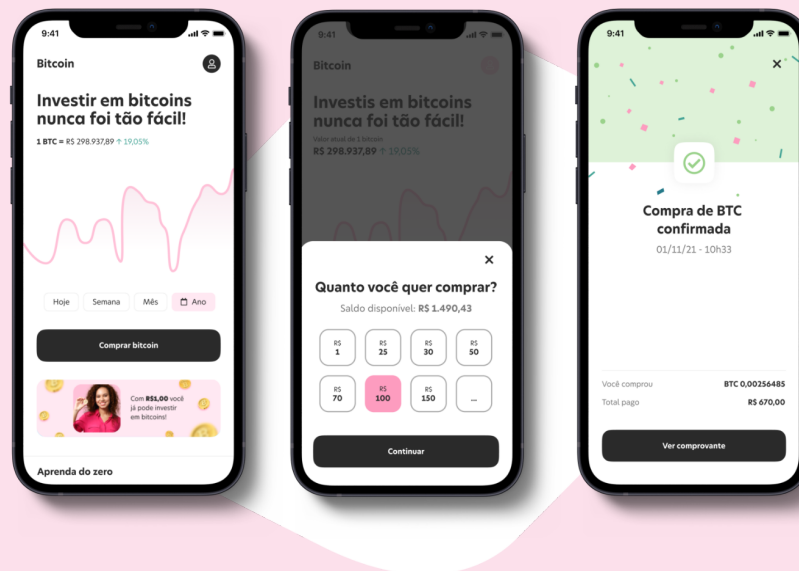 9:41
Bitcoin
Investir em bitcoins
nunca foi tão fácil!
1 BTC = R$ 298.937,89 ↑ 19,05%
Hoje Semana Mês Ano
Comprar bitcoin
Com R$1,00 você
já pode investir
em bitcoins!
Aprenda do zero
9:41
Bitcoin
Investis em bitcoins
nunca foi tão fácil!
Valor atual de 1 bitcoin
R$ 298.937,89 ↑ 19,05%
Quanto você quer comprar?
Saldo disponível: R$ 1.490,43
R$ R$ R$ R$
1 25 30 50
R$ R$ R$
70 100 150 ...
Continuar
9:41
Compra de BTC
confirmada
01/11/21 - 10h33
Você comprou BTC 0,00256485
Total pago R$ 670,00
Ver comprovante